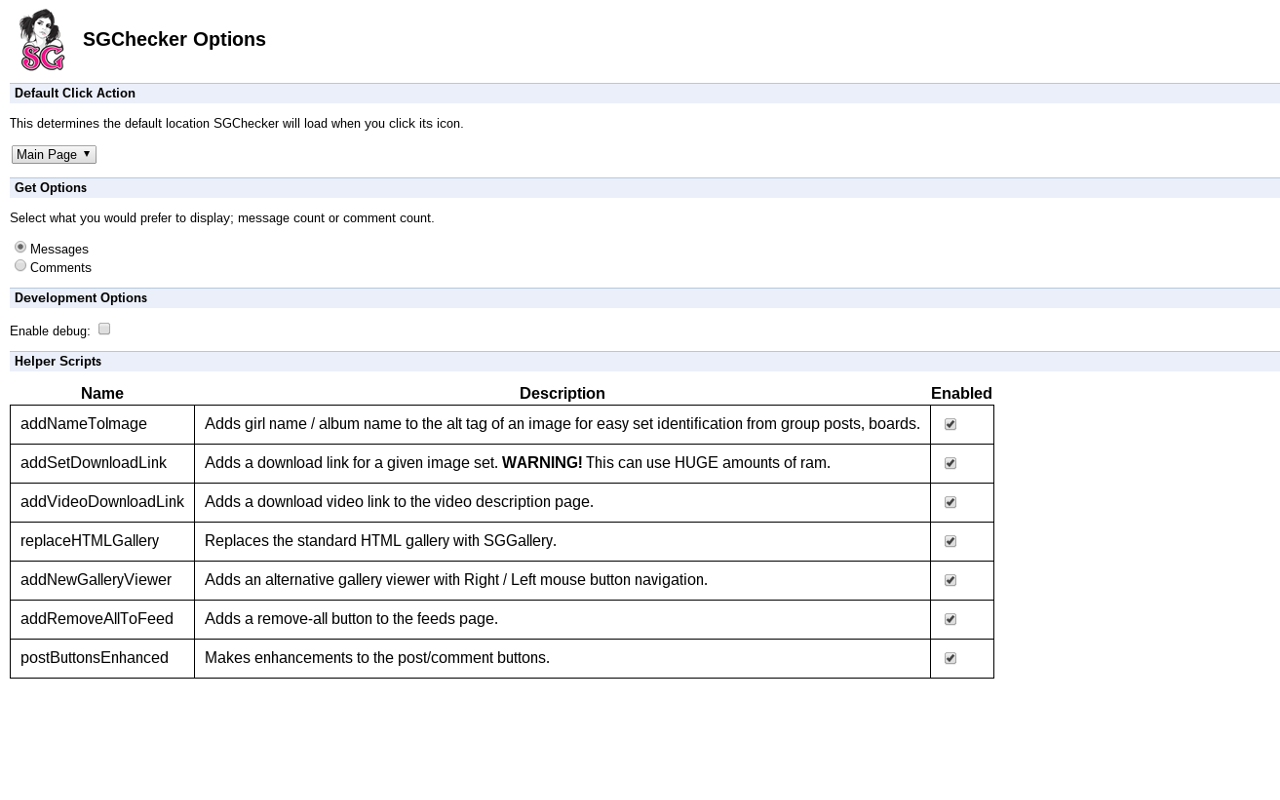 SG
SGChecker Options
Default Click Action
This determines the default location SGChecker will load when you click its icon.
Main Page
Get Options
Select what you would prefer to display; message count or comment count.
Messages
Comments
Development Options
Enable debug:
Helper Scripts
Name Description Enabled
addNameToImage Adds girl name / album name to the alt tag of an image for easy set identification from group posts, boards.
addSetDownloadLink Adds a download link for a given image set. WARNING! This can use HUGE amounts of ram.
addVideoDownloadLink Adds a download video link to the video description page.
replaceHTMLGallery Replaces the standard HTML gallery with SGGallery.
addNewGalleryViewer Adds an alternative gallery viewer with Right / Left mouse button navigation.
addRemoveAllToFeed Adds a remove-all button to the feeds page.
postButtonsEnhanced Makes enhancements to the post/comment buttons.